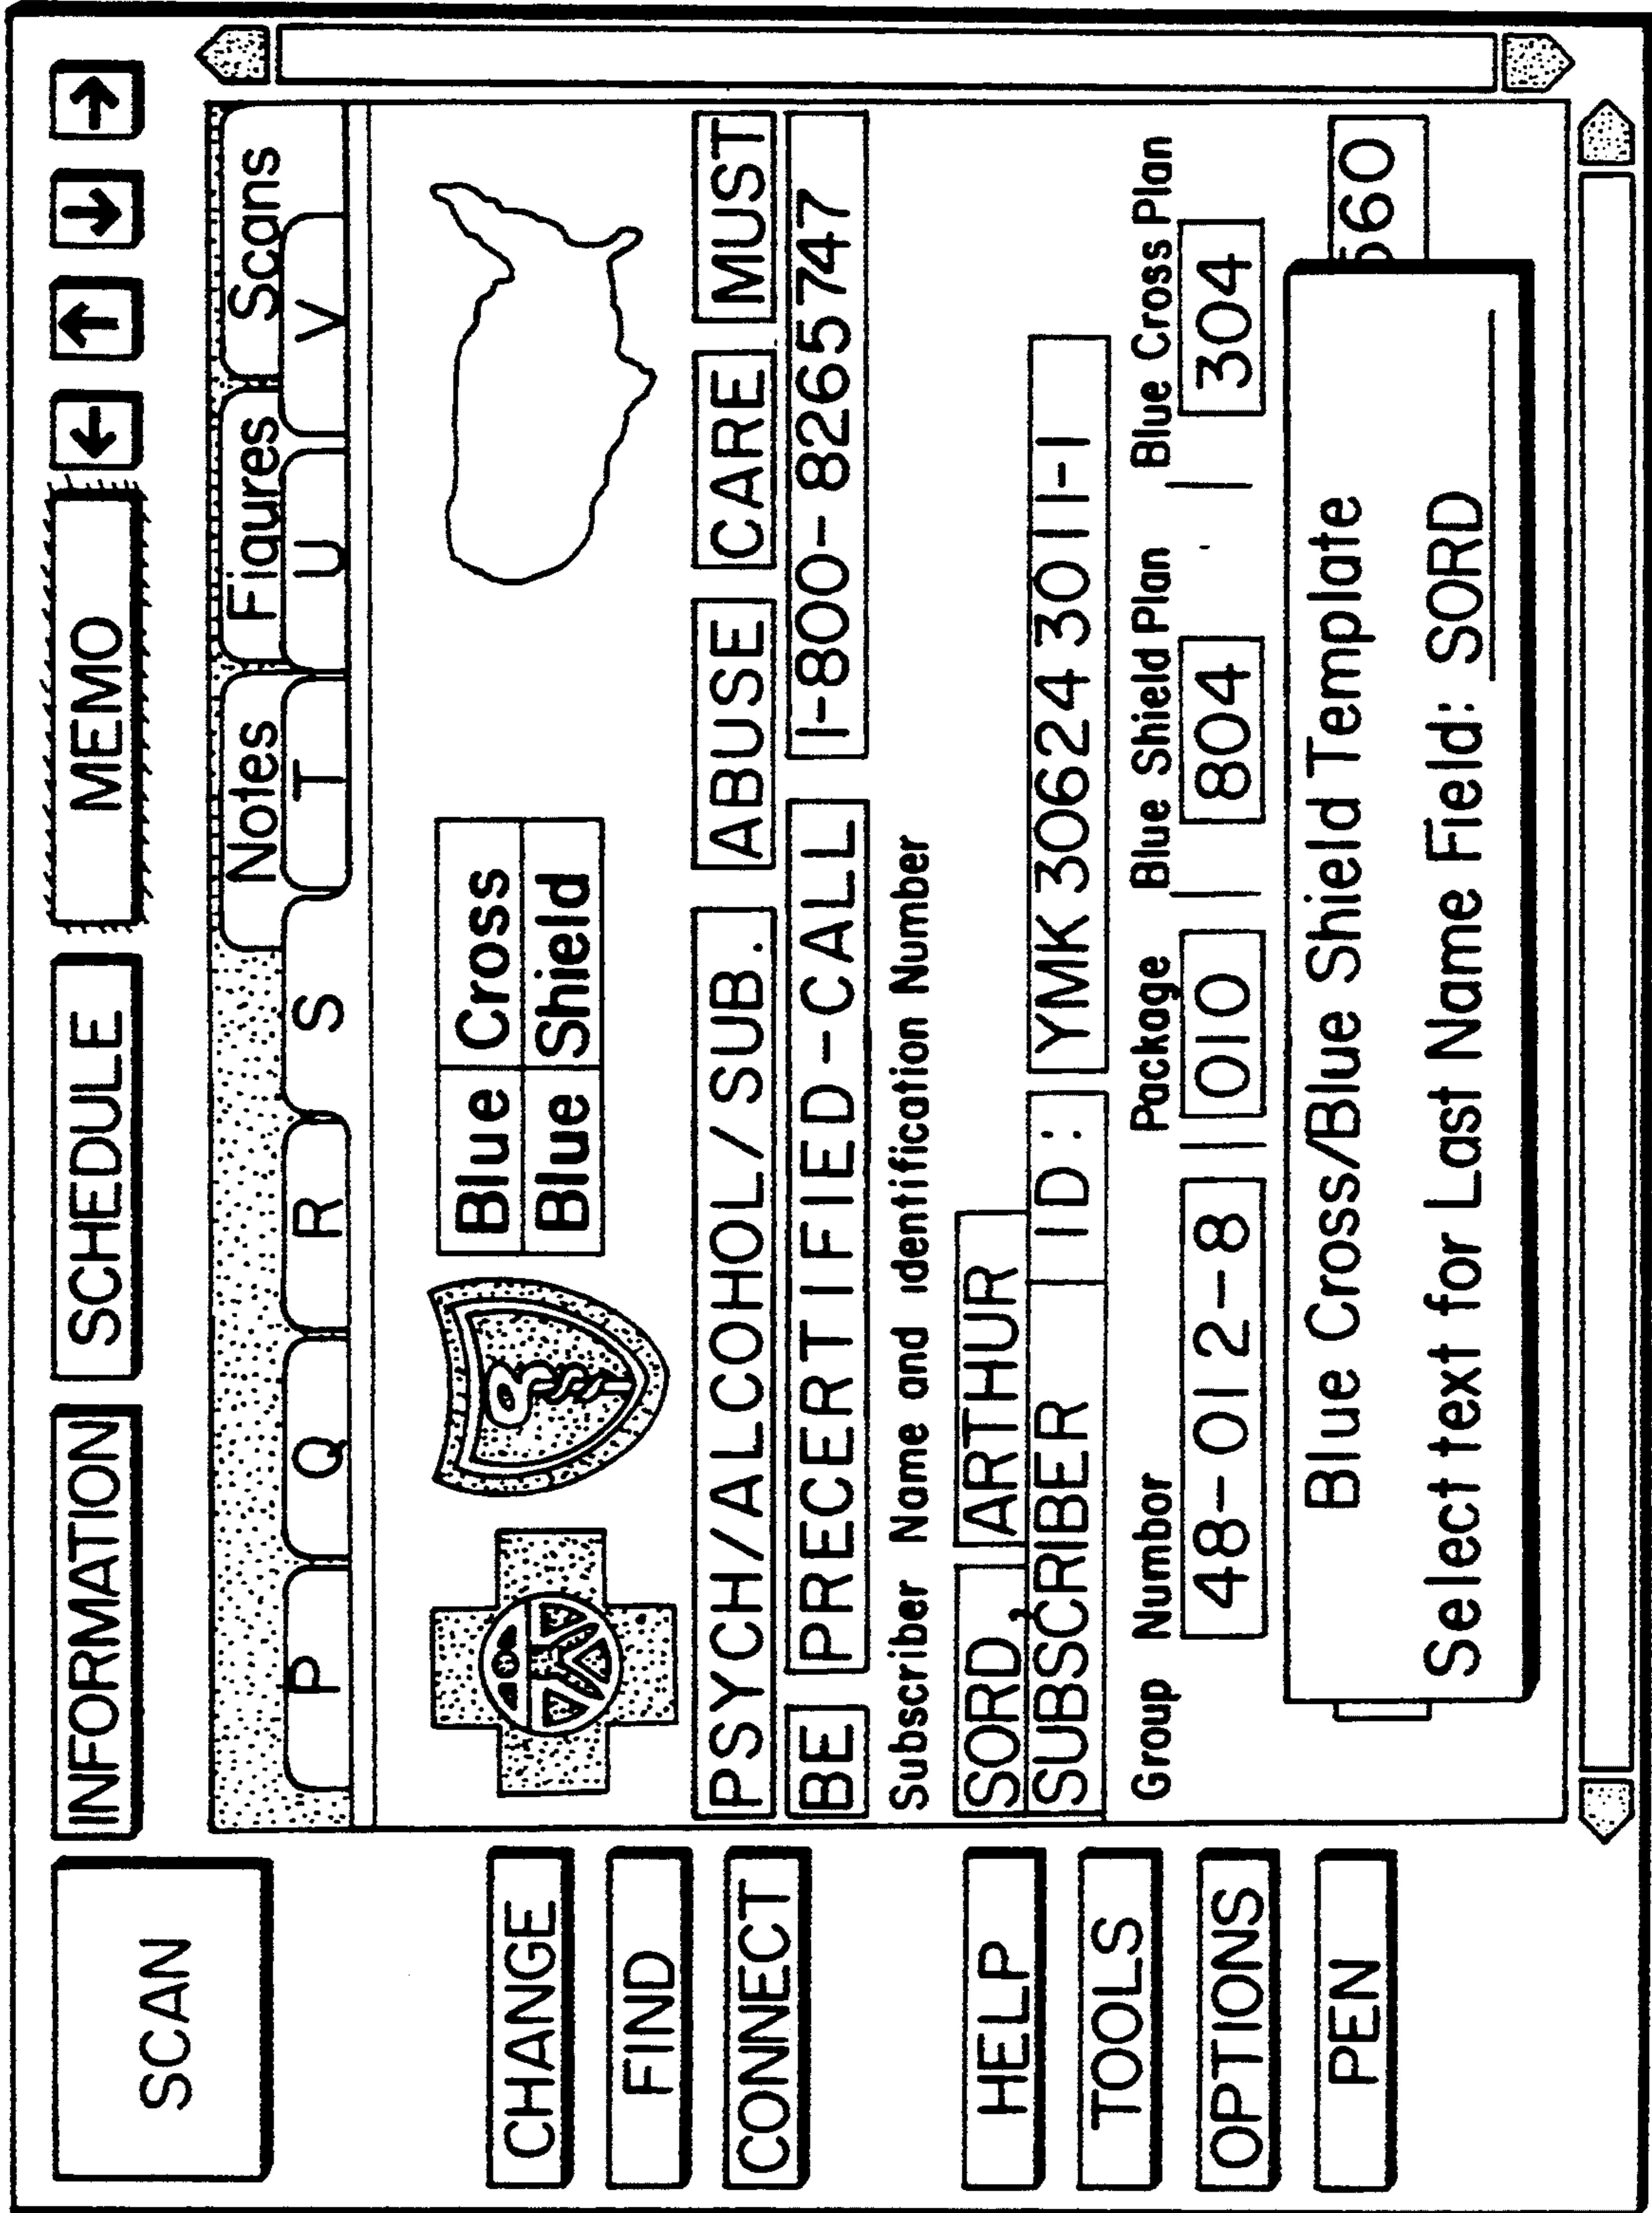 SCAN INFORMATION SCHEDULE MEMO ← ↑ ↓ →
Notes Figures Scans
P Q R S T U V
CHANGE
FIND
CONNECT
HELP
TOOLS
OPTIONS
PEN
Blue Cross
Blue Shield
PSYCH/ALCOHOL/SUB. ABUSE CARE MUST
BE PRECERTIFIED-CALL 1-800-8265747
Subscriber Name and identification Number
SORD, ARTHUR
SUBSCRIBER ID: YMK 30624 3011-1
Group Numbor Package Blue Shield Plan Blue Cross Plan
48-012-8 | 010 | 804 | 304
560
Blue Cross/Blue Shield Template
Select text for Last Name Field: SORD